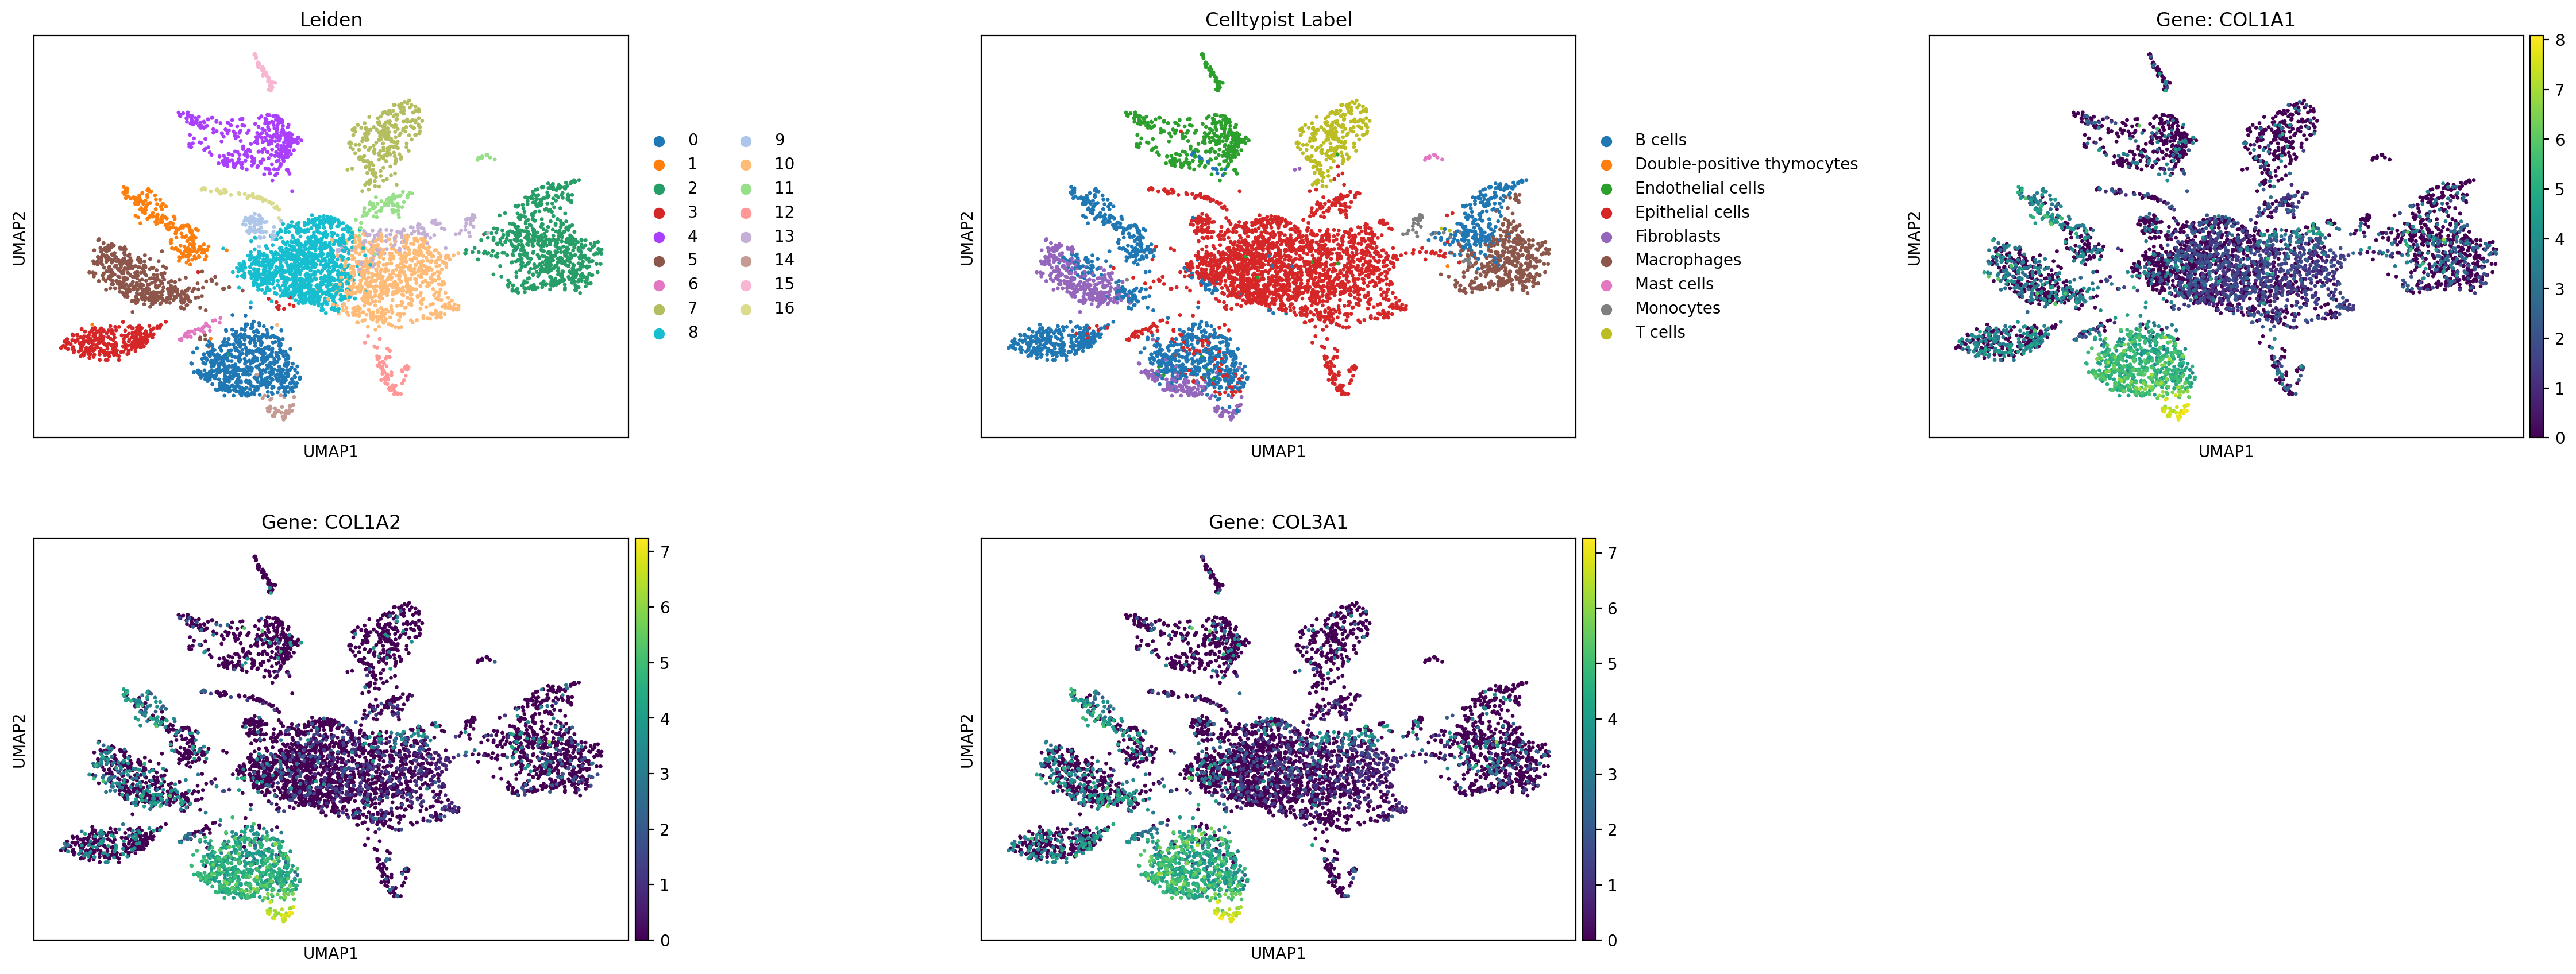 Leiden
UMAP2
UMAP1
0
1
2
3
4
5
6
7
8
9
10
11
12
13
14
15
16
Celltypist Label
UMAP2
UMAP1
B cells
Double-positive thymocytes
Endothelial cells
Epithelial cells
Fibroblasts
Macrophages
Mast cells
Monocytes
T cells
Gene: COL1A1
UMAP2
UMAP1
8
7
6
5
4
3
2
1
0
Gene: COL1A2
UMAP2
UMAP1
7
6
5
4
3
2
1
0
Gene: COL3A1
UMAP2
UMAP1
7
6
5
4
3
2
1
0